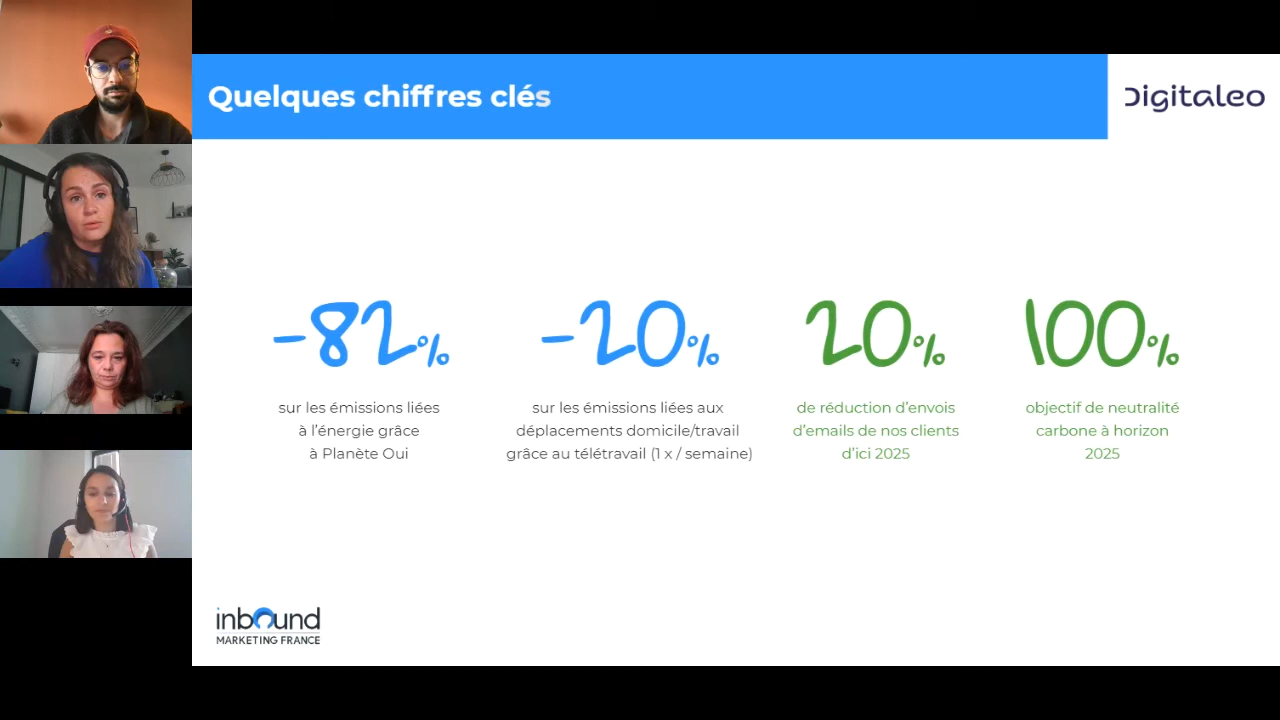 Quelques chiffres clés
Digitaleo
-82%
sur les émissions liées
à l'énergie grâce
à Planète Oui
-20%
sur les émissions liées aux
déplacements domicile/travail
grâce au télétravail (1 x / semaine)
20%
de réduction d'envois
d'emails de nos clients
d'ici 2025
100%
objectif de neutralité
carbone à horizon
2025
inbound
MARKETING FRANCE